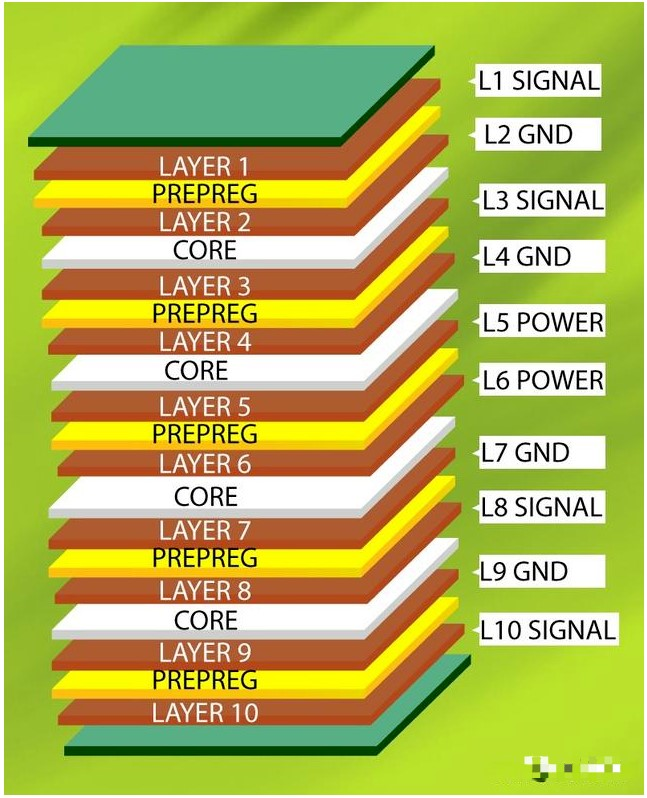 L1 SIGNAL
L2 GND
LAYER 1
PREPREG
LAYER 2
L3 SIGNAL
CORE
L4 GND
LAYER 3
PREPREG
L5 POWER
LAYER 4
CORE
L6 POWER
LAYER 5
PREPREG
L7 GND
LAYER 6
CORE
L8 SIGNAL
LAYER 7
PREPREG
L9 GND
LAYER 8
CORE
L10 SIGNAL
LAYER 9
PREPREG
LAYER 10